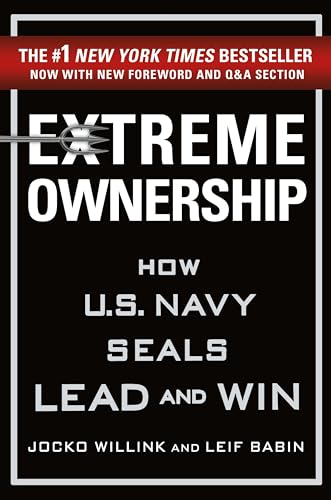 THE #1 NEW YORK TIMES BESTSELLER
NOW WITH NEW FOREWORD AND Q&A SECTION
EXTREME
OWNERSHIP
HOW
U.S. NAVY
SEALS
LEAD AND WIN
JOCKO WILLINK AND LEIF BABIN